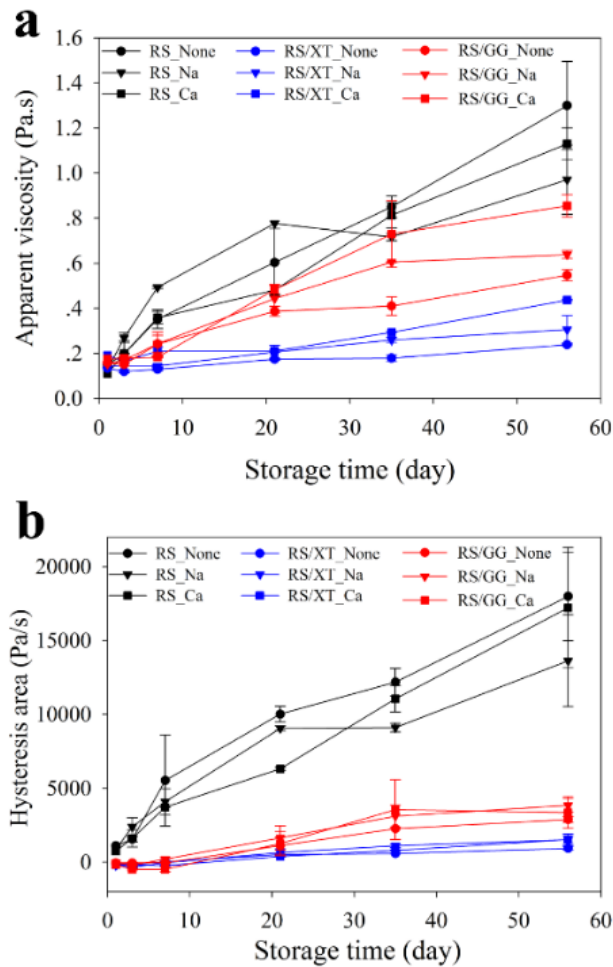 a
1.6
1.4
1.2
1.0
.8
.6
.4
.2
0.0
Apparent viscosity (Pa.s)
RS_None RS/XT_None RS/GG_None
RS_Na RS/XT_Na RS/GG_Na
RS_Ca RS/XT_Ca RS/GG_Ca
0 10 20 30 40 50 60
Storage time (day)
b
20000
15000
10000
5000
0
Hysteresis area (Pa/s)
RS_None RS/XT_None RS/GG_None
RS_Na RS/XT_Na RS/GG_Na
RS_Ca RS/XT_Ca RS/GG_Ca
0 10 20 30 40 50 60
Storage time (day)